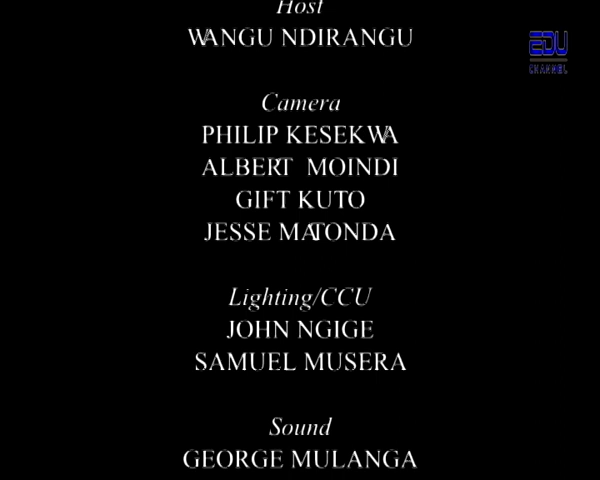 Host
WANGU NDIRANGU
EDU
CHANNEL
Camera
PHILIP KESEKWA
ALBERT MOINDI
GIFT KUTO
JESSE MATONDA
Lighting/CCU
JOHN NGIGE
SAMUEL MUSERA
Sound
GEORGE MULANGA